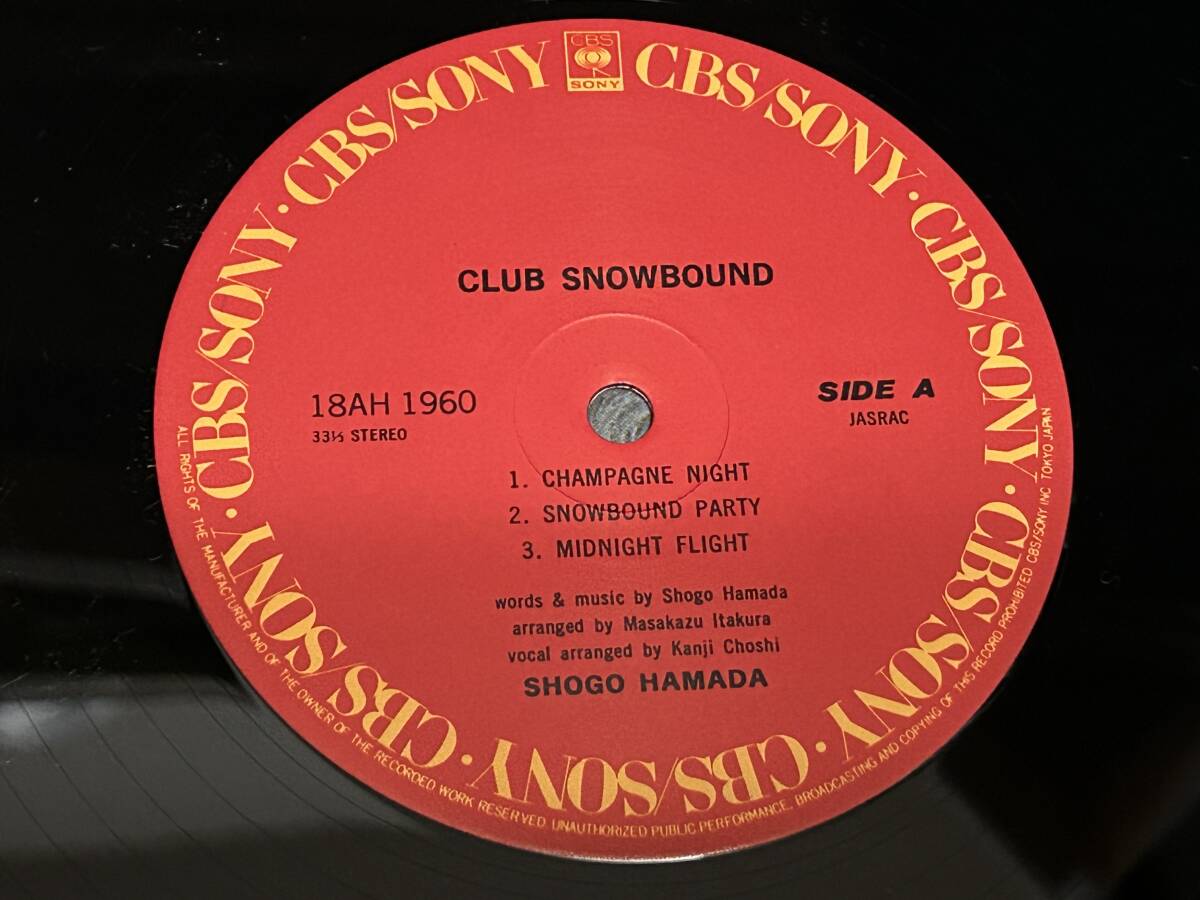 CBS
SONY
CBS/SONY · CBS/SONY · CBS/SONY · CBS/SONY · CBS/SONY · CBS/SONY · CBS/SONY · CBS/SONY · CBS/SONY
CLUB SNOWBOUND
18AH 1960
33⅓ STEREO
SIDE A
JASRAC
1. CHAMPAGNE NIGHT
2. SNOWBOUND PARTY
3. MIDNIGHT FLIGHT
words & music by Shogo Hamada
arranged by Masakazu Itakura
vocal arranged by Kanji Choshi
SHOGO HAMADA
ALL RIGHTS OF THE MANUFACTURER AND OF THE OWNER OF THE RECORDED WORK RESERVED. UNAUTHORIZED PUBLIC PERFORMANCE, BROADCASTING AND COPYING OF THIS RECORD PROHIBITED CBS/SONY INC TOKYO JAPAN